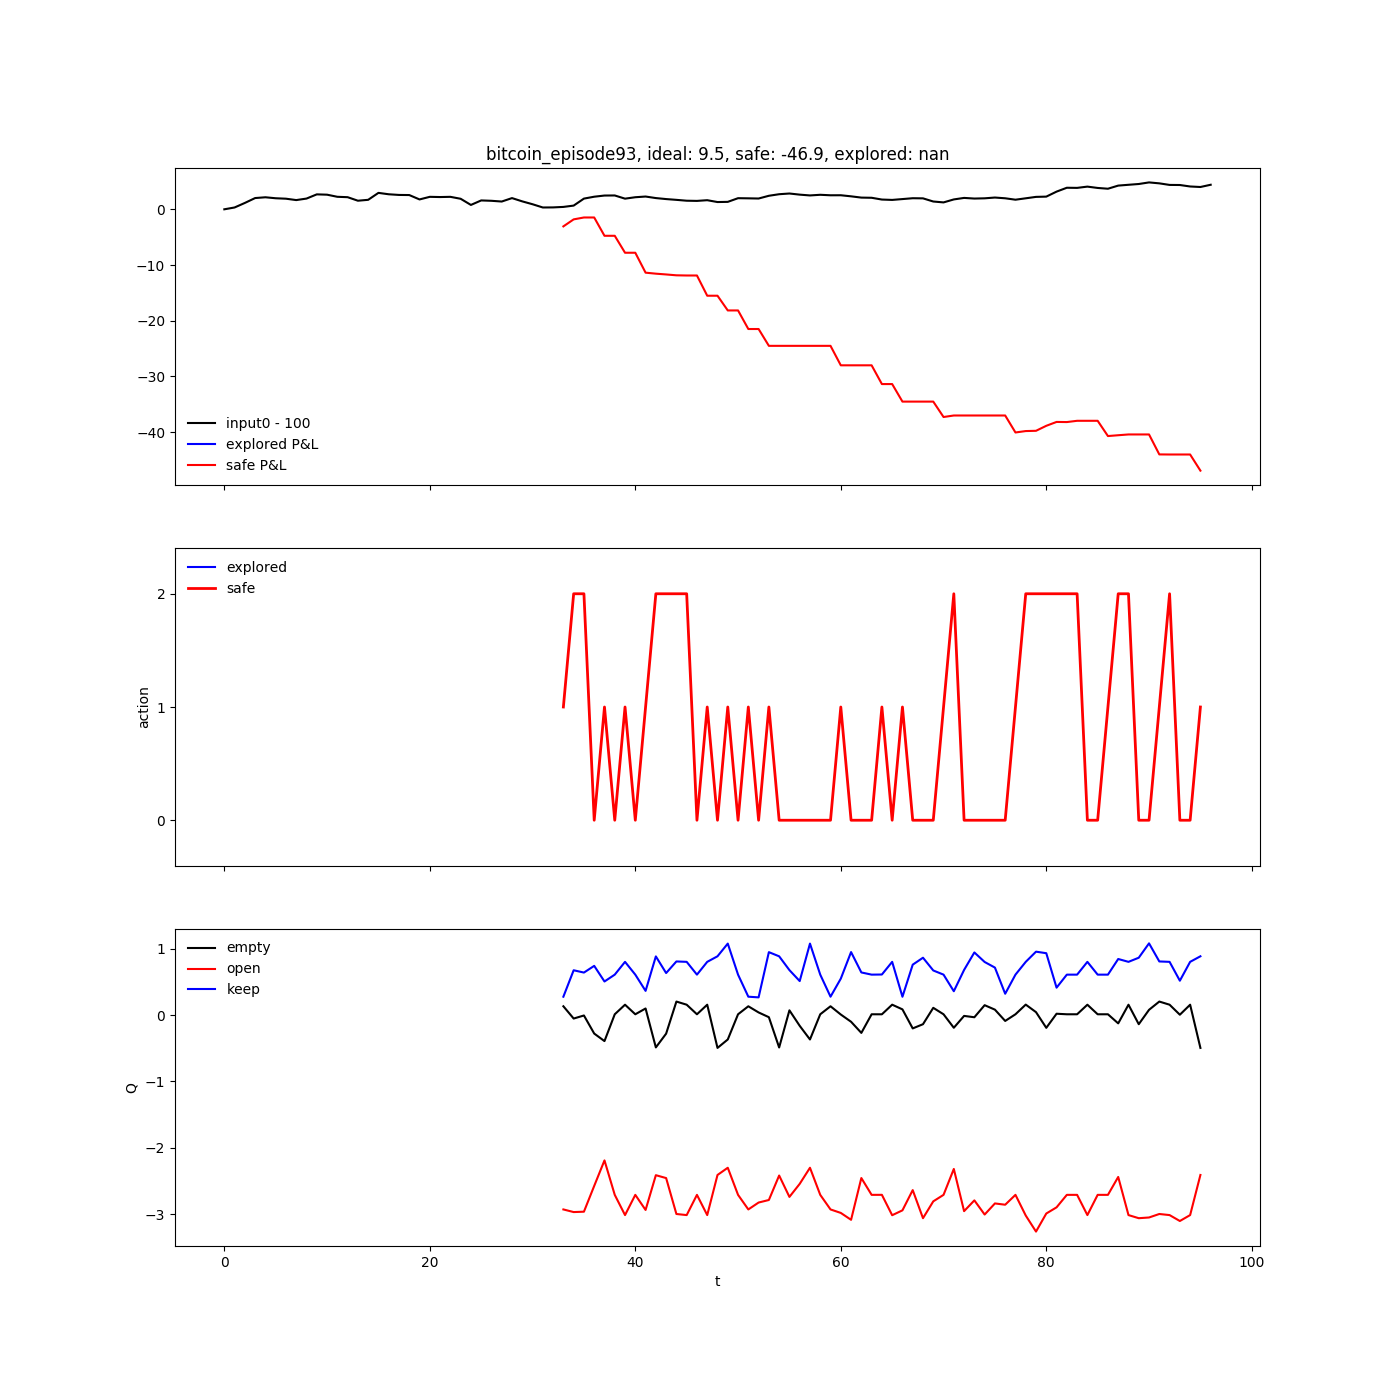 bitcoin_episode93, ideal: 9.5, safe: -46.9, explored: nan
0
−10
−20
−30
−40
input0 - 100
explored P&L
safe P&L
explored
safe
2
1
0
action
empty
open
keep
1
0
−1
−2
−3
Q
0 20 40 60 80 100
t